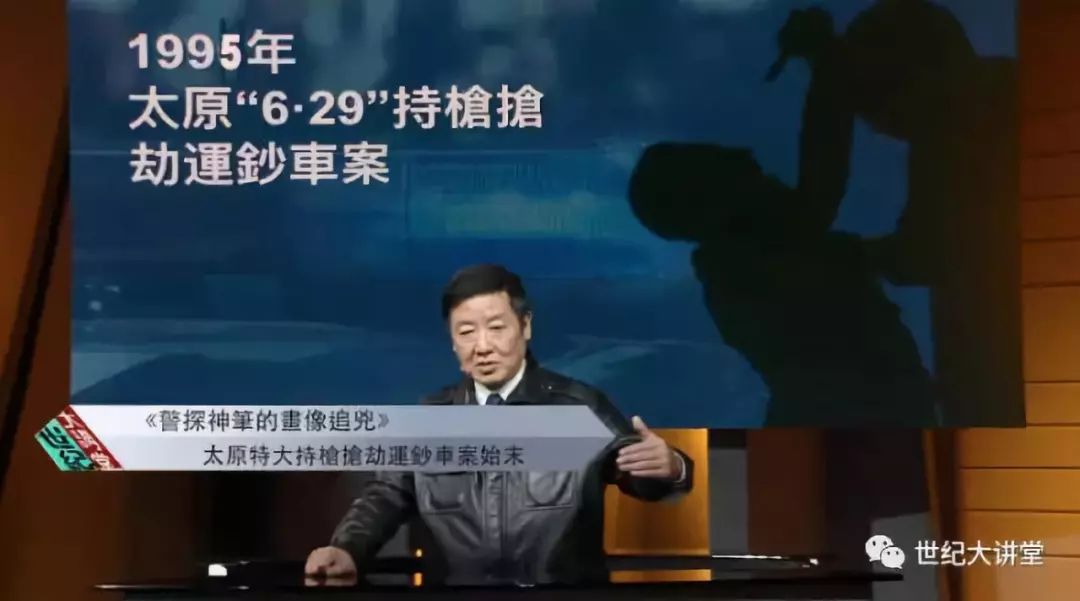 1995年
太原“6·29”持槍搶
劫運鈔車案
《警探神筆的畫像追兇》
太原特大持槍搶劫運鈔車案始末
世纪大讲堂